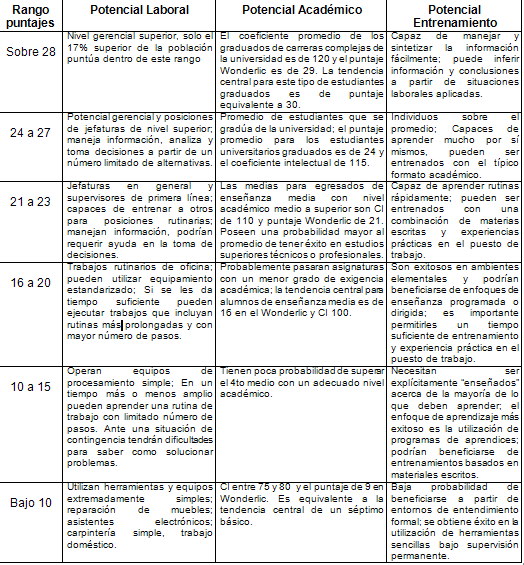 Rango puntajes
Potencial Laboral
Potencial Académico
Potencial Entrenamiento
Sobre 28
Nivel gerencial superior, solo el
17% superior de la población
puntúa dentro de este rango
El coeficiente promedio de los
graduados de carreras complejas de
la universidad es de 120 y el puntaje
Wonderlic es de 29. La tendencia
central para este tipo de estudiantes
graduados es de puntaje
equivalente a 30.
Capaz de manejar y
sintetizar la información
fácilmente; puede inferir
información y conclusiones
a partir de situaciones
laborales aplicadas.
24 a 27
Potencial gerencial y posiciones
de jefaturas de nivel superior;
maneja información, analiza y
toma decisiones a partir de un
número limitado de alternativas.
Promedio de estudiantes que se
gradúa de la universidad; el puntaje
promedio para los estudiantes
universitarios graduados es de 24 y
el coeficiente intelectual de 115.
Individuos sobre el
promedio; Capaces de
aprender mucho por sí
mismos, pueden ser
entrenados con el típico
formato académico.
21 a 23
Jefaturas en general y
supervisores de primera línea;
capaces de entrenar a otros
para posiciones rutinarias;
manejan información, podrían
requerir ayuda en la toma de
decisiones.
Las medias para egresados de
enseñanza media con nivel
académico medio a superior son CI
de 110 y puntaje Wonderlic de 21.
Poseen una probabilidad mayor al
promedio de tener éxito en estudios
superiores técnicos o profesionales.
Capaz de aprender rutinas
rápidamente; pueden ser
entrenados con una
combinación de materias
escritas y experiencias
prácticas en el puesto de
trabajo.
16 a 20
Trabajos rutinarios de oficina;
pueden utilizar equipamiento
estandarizado; Si se les da
tiempo suficiente pueden
ejecutar trabajos que incluyan
rutinas más prolongadas y con
mayor número de pasos.
Probablemente pasaran asignaturas
con un menor grado de exigencia
académica; la tendencia central para
alumnos de enseñanza media es de
16 en el Wonderlic y CI 100.
Son exitosos en ambientes
elementales y podrían
beneficiarse de enfoques de
enseñanza programada o
dirigida; es importante
permitirles un tiempo
suficiente de entrenamiento
y experiencia práctica en el
puesto de trabajo.
10 a 15
Operan equipos de
procesamiento simple; En un
tiempo más o menos amplio
pueden aprender una rutina de
trabajo con limitado número de
pasos. Ante una situación de
contingencia tendrán dificultades
para saber como solucionar
problemas.
Tienen poca probabilidad de superar
el 4to medio con un adecuado nivel
académico.
Necesitan ser
explícitamente “enseñados”
acerca de la mayoría de lo
que deben aprender; el
enfoque de aprendizaje más
exitoso es la utilización de
programas de aprendices;
podrían beneficiarse de
entrenamientos basados en
materiales escritos.
Bajo 10
Utilizan herramientas y equipos
extremadamente simples;
reparación de muebles;
asistentes electrónicos;
carpintería simple, trabajo
doméstico.
CI entre 75 y 80 y el puntaje de 9 en
Wonderlic. Es equivalente a la
tendencia central de un séptimo
básico.
Baja probabilidad de
beneficiarse a partir de
entornos de entendimiento
formal; se obtiene éxito en la
utilización de herramientas
sencillas bajo supervisión
permanente.